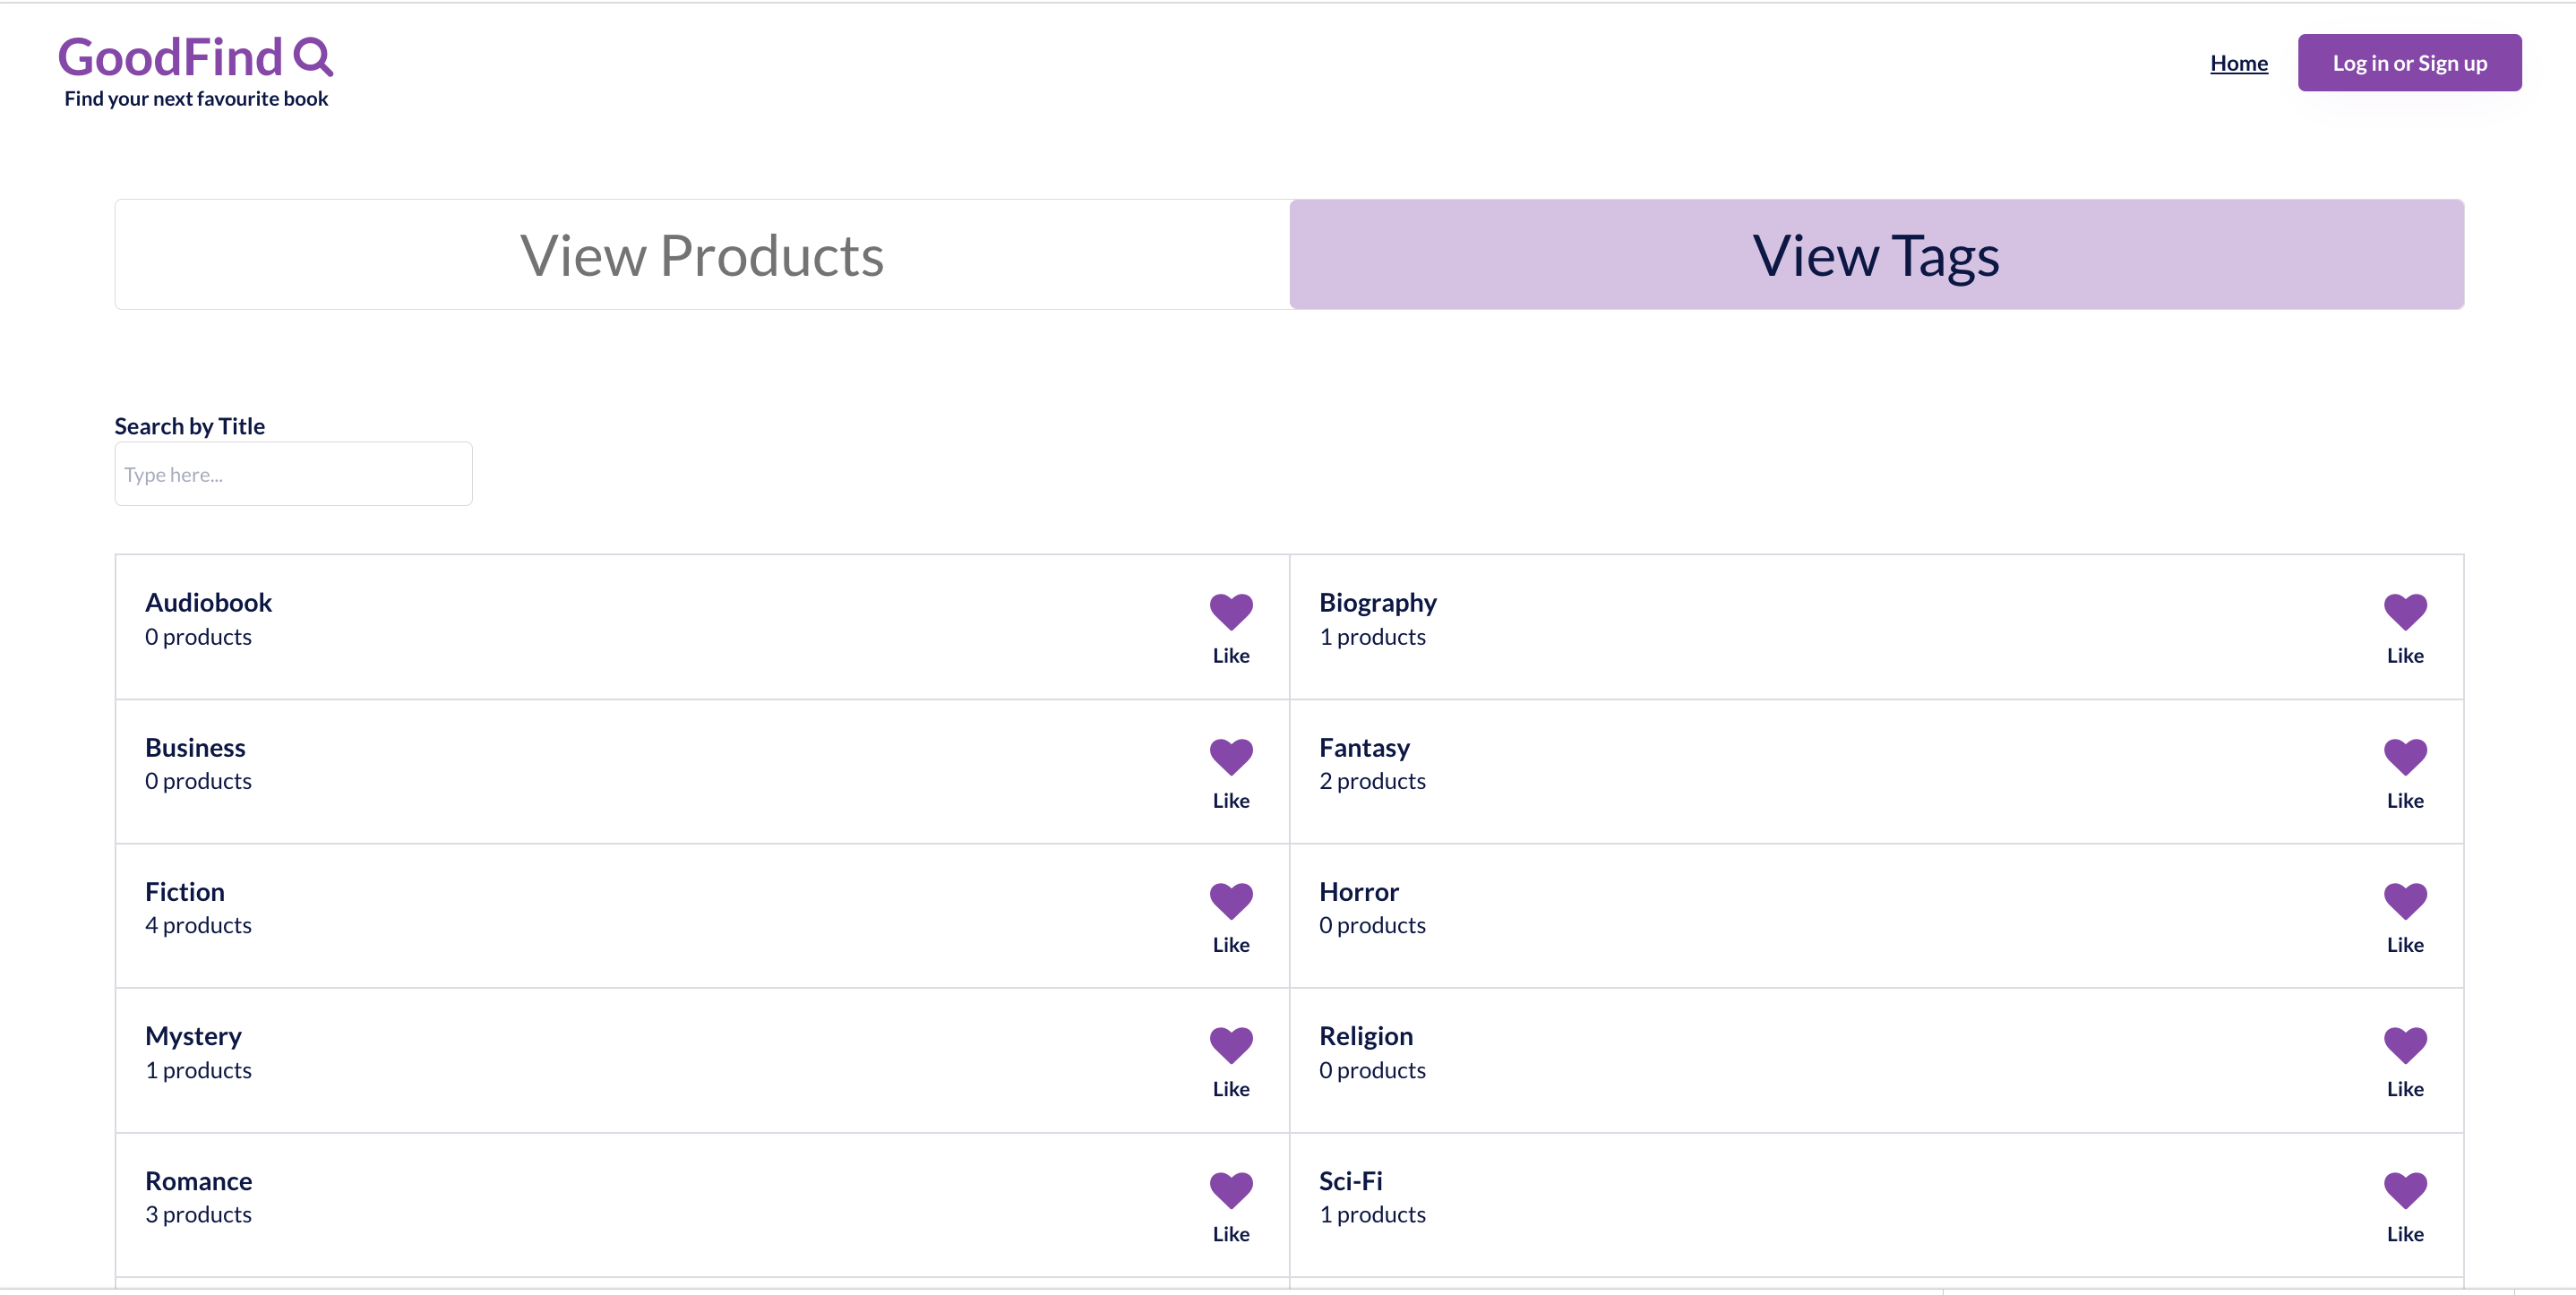 GoodFind
Find your next favourite book
Home
Log in or Sign up
View Products
View Tags
Search by Title
Type here...
Audiobook
0 products
Like
Biography
1 products
Like
Business
0 products
Like
Fantasy
2 products
Like
Fiction
4 products
Like
Horror
0 products
Like
Mystery
1 products
Like
Religion
0 products
Like
Romance
3 products
Like
Sci-Fi
1 products
Like